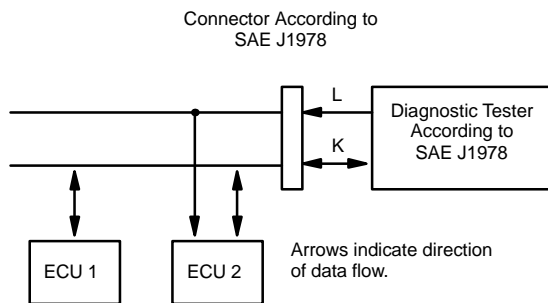 Connector According to
SAE J1978
L
K
Diagnostic Tester
According to
SAE J1978
ECU 1
ECU 2
Arrows indicate direction
of data flow.